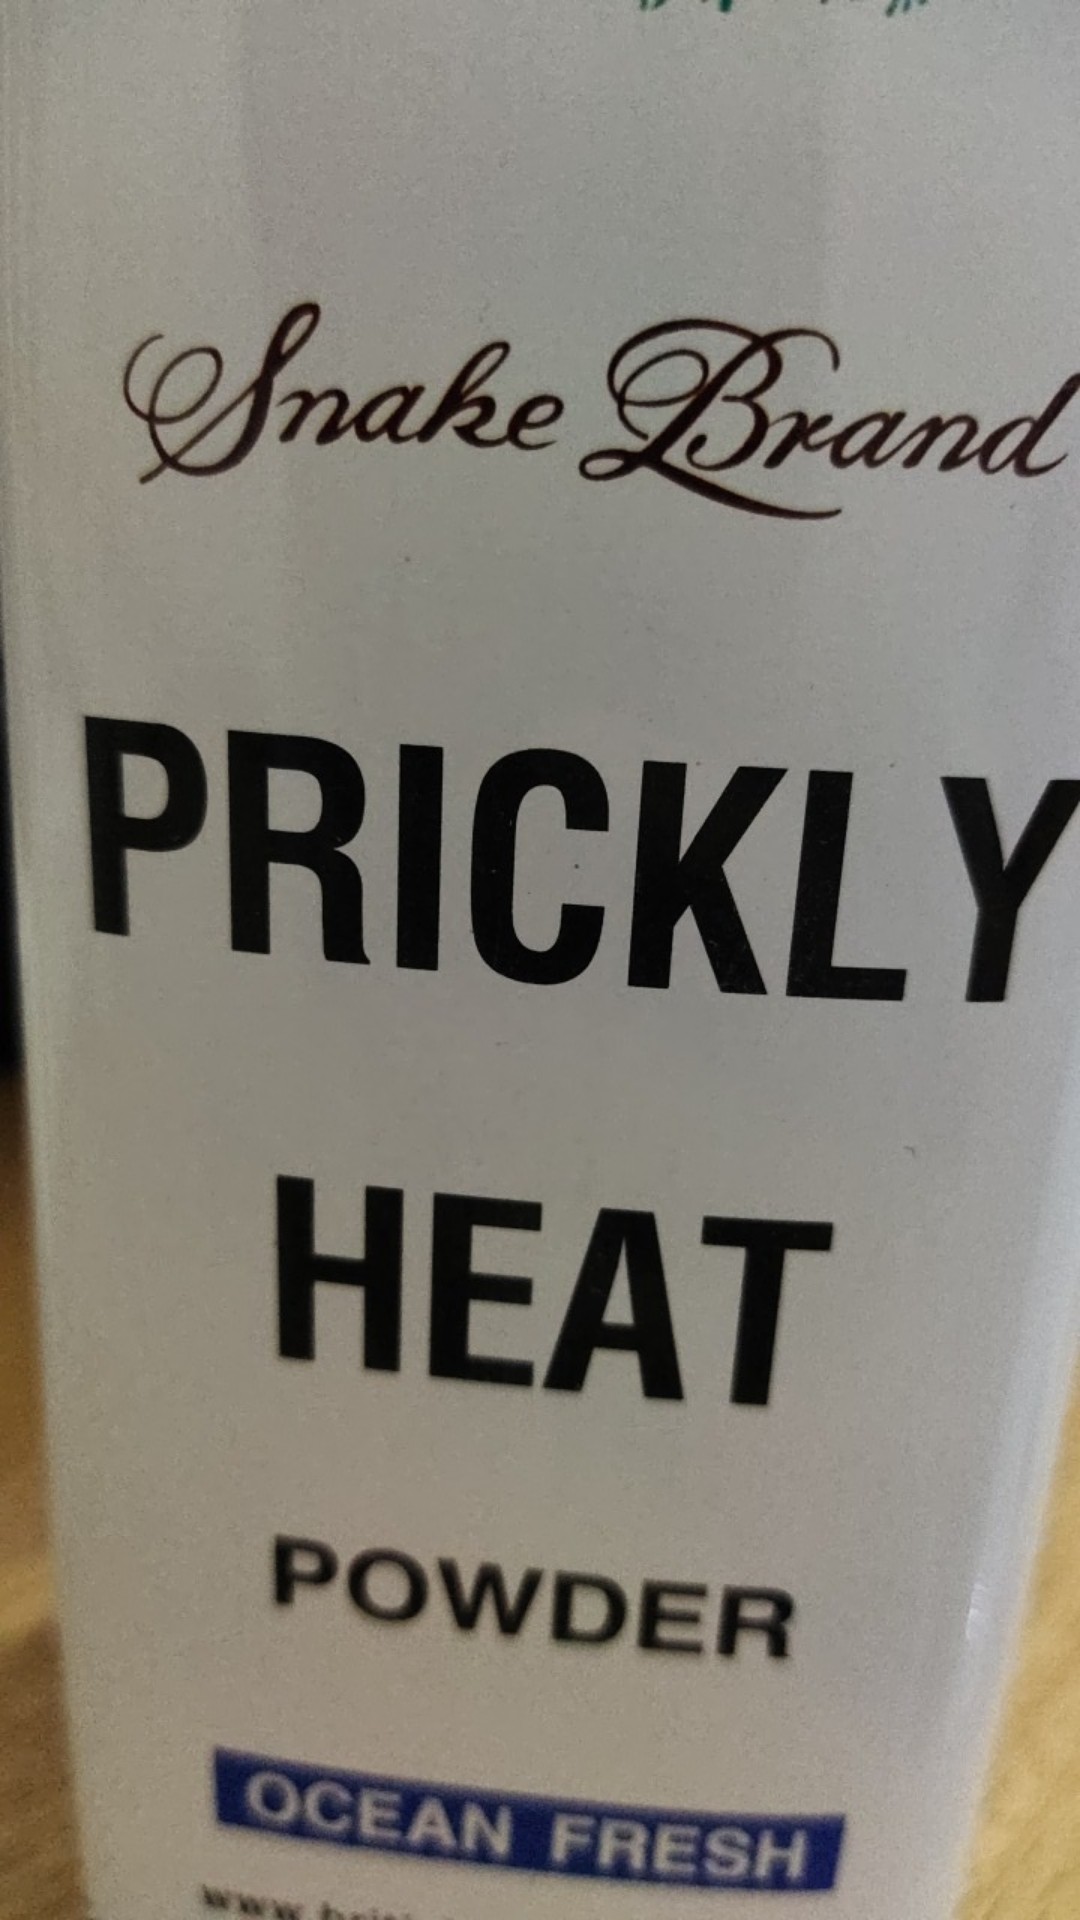 Snake Brand
PRICKLY
HEAT
POWDER
OCEAN FRESH